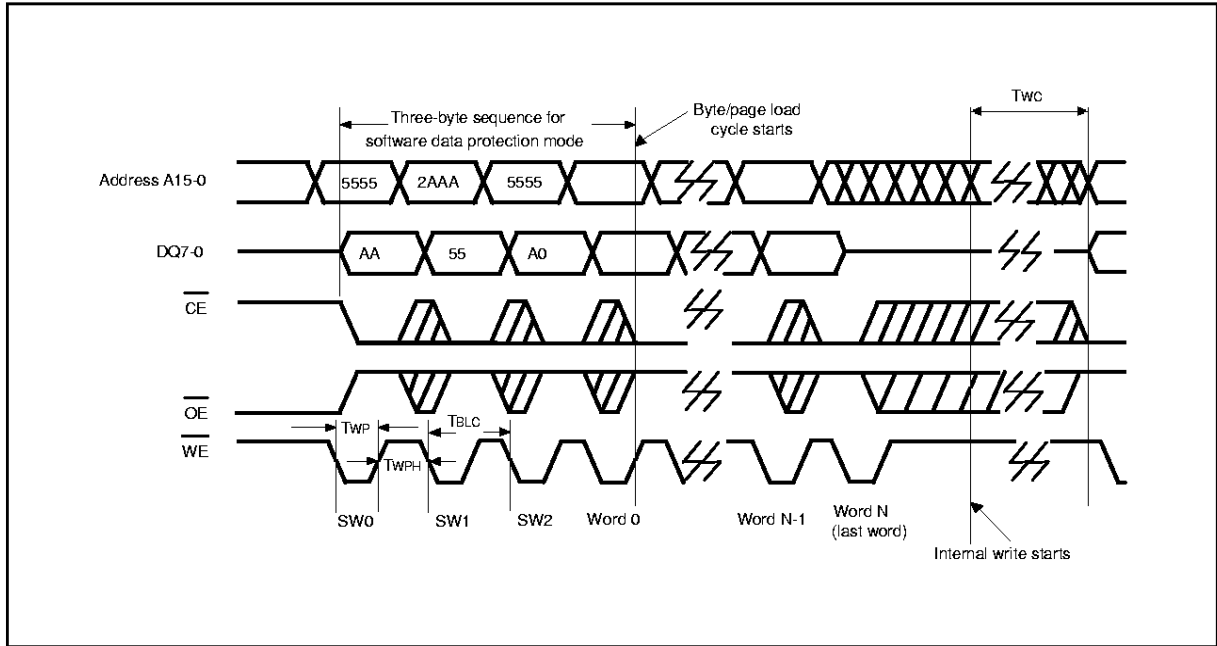 TWC
Three-byte sequence for
software data protection mode
Byte/page load
cycle starts
Address A15-0
5555
2AAA
5555
DQ7-0
AA
55
A0
CE
OE
TWP
TBLC
WE
TWPH
SW0
SW1
SW2
Word 0
Word N-1
Word N
(last word)
Internal write starts